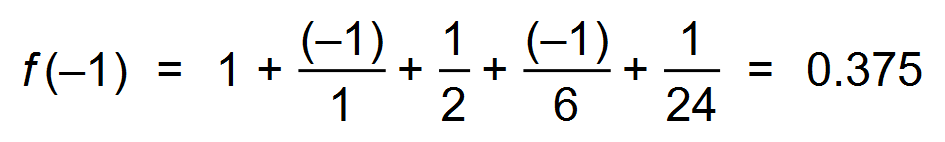 f(–1) = 1 + (–1)/1 + 1/2 + (–1)/6 + 1/24 = 0.375